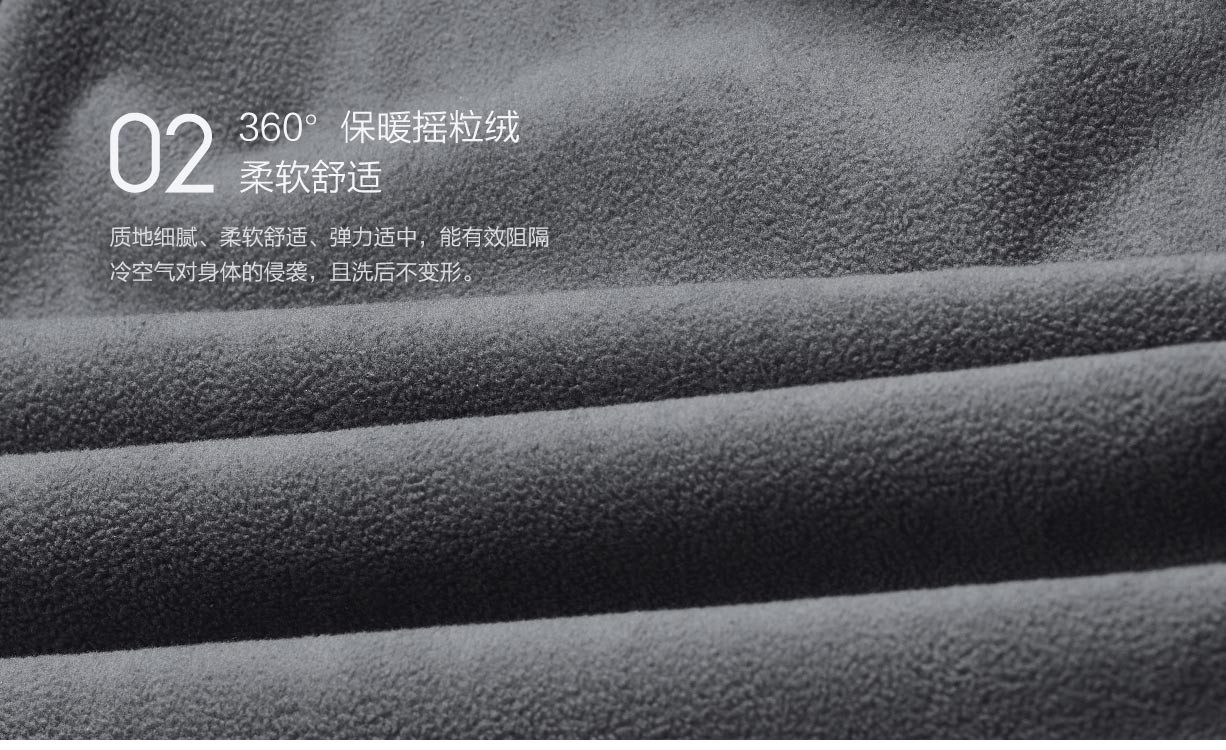 02
360° 保暖摇粒绒
柔软舒适
质地细腻、柔软舒适、弹力适中，能有效阻隔
冷空气对身体的侵袭，且洗后不变形。